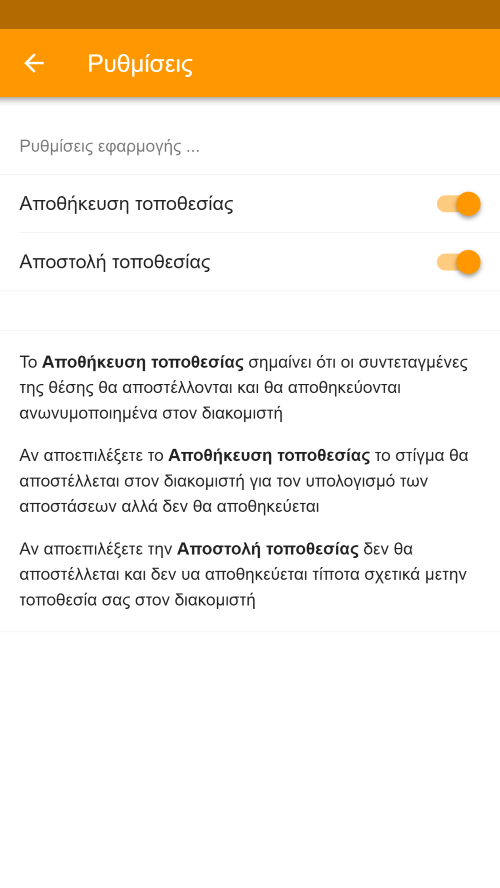 Ρυθμίσεις
Ρυθμίσεις εφαρμογής ...
Αποθήκευση τοποθεσίας
Αποστολή τοποθεσίας
Το Αποθήκευση τοποθεσίας σημαίνει ότι οι συντεταγμένες
της θέσης θα αποστέλλονται και θα αποθηκεύονται
ανωνυμοποιημένα στον διακομιστή
Αν αποεπιλέξετε το Αποθήκευση τοποθεσίας το στίγμα θα
αποστέλλεται στον διακομιστή για τον υπολογισμό των
αποστάσεων αλλά δεν θα αποθηκεύεται
Αν αποεπιλέξετε την Αποστολή τοποθεσίας δεν θα
αποστέλλεται και δεν υα αποθηκεύεται τίποτα σχετικά μετην
τοποθεσία σας στον διακομιστή